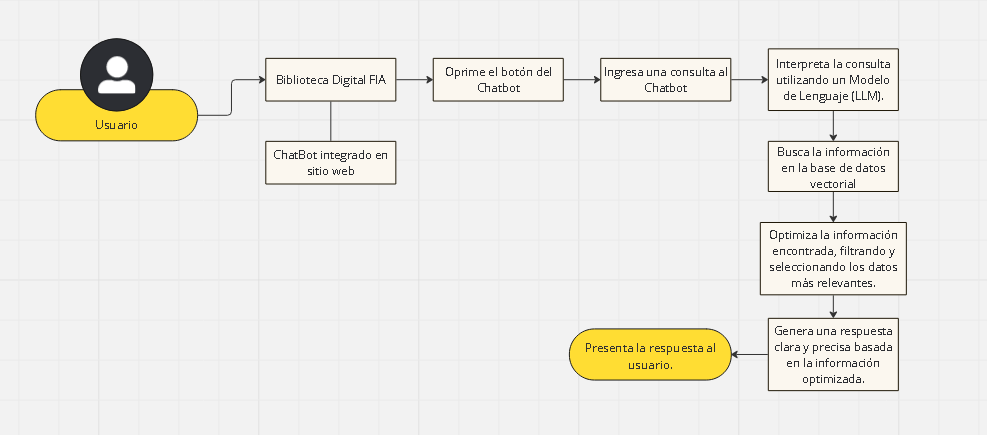 Usuario
Biblioteca Digital FIA
ChatBot integrado en
sitio web
Oprime el botón del
Chatbot
Ingresa una consulta al
Chatbot
Interpreta la consulta
utilizando un Modelo
de Lenguaje (LLM).
Busca la información
en la base de datos
vectorial
Optimiza la información
encontrada, filtrando y
seleccionando los datos
más relevantes.
Genera una respuesta
clara y precisa basada
en la información
optimizada.
Presenta la respuesta al
usuario.